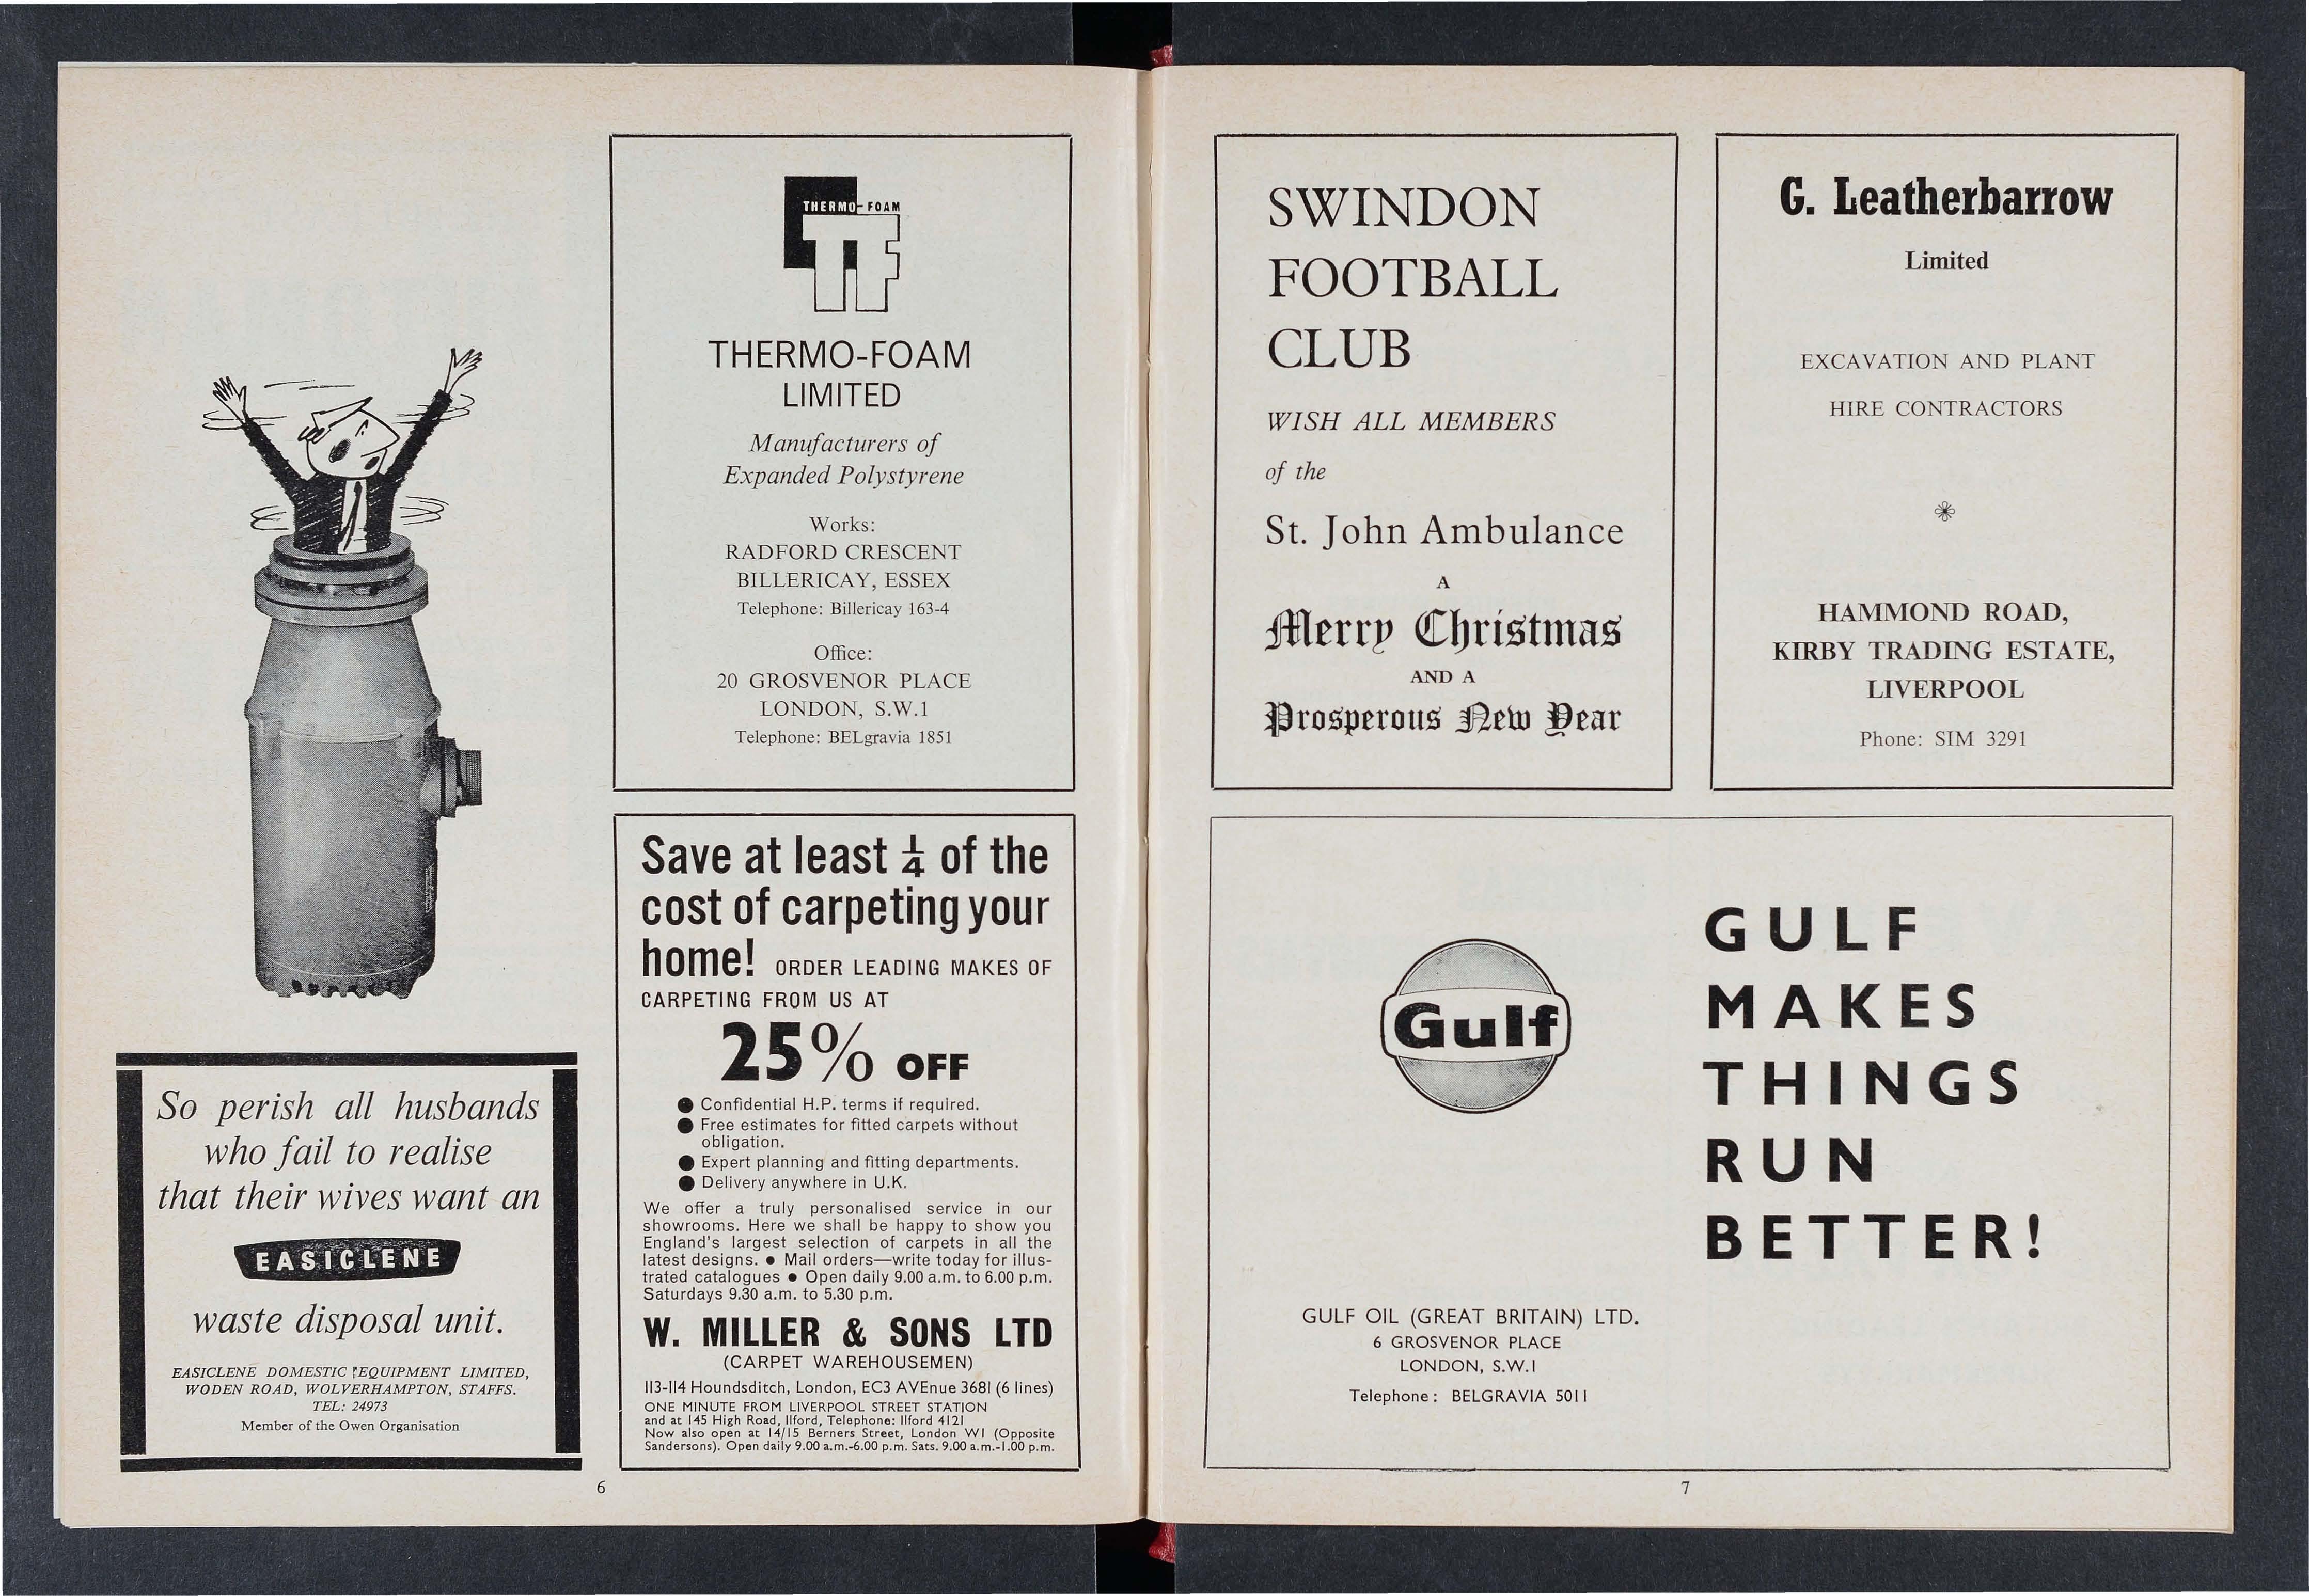 So perish all husbands
who fail to realise
that their wives want an
EASICLENE
waste disposal unit.
EASICLENE DOMESTIC EQUIPMENT LIMITED,
WODEN ROAD, WOLVERHAMPTON, STAFFS.
TEL: 24973
Member of the Owen Organisation
THERMO-FOAM
TF
THERMO-FOAM
LIMITED
Manufacturers of
Expanded Polystyrene
Works:
RADFORD CRESCENT
BILLERICAY, ESSEX
Telephone: Billericay 163-4
Office:
20 GROSVENOR PLACE
LONDON, S.W.1
Telephone: BELgravia 1851
Save at least ¼ of the
cost of carpeting your
home! ORDER LEADING MAKES OF
CARPETING FROM US AT
25% OFF
● Confidential H.P. terms if required.
● Free estimates for fitted carpets without
obligation.
● Expert planning and fitting departments.
● Delivery anywhere in U.K.
We offer a truly personalised service in our
showrooms. Here we shall be happy to show you
England's largest selection of carpets in all the
latest designs. ● Mail orders—write today for illus-
trated catalogues ● Open daily 9.00 a.m. to 6.00 p.m.
Saturdays 9.30 a.m. to 5.30 p.m.
W. MILLER & SONS LTD
(CARPET WAREHOUSEMEN)
113-114 Houndsditch, London, EC3 AVEnue 3681 (6 lines)
ONE MINUTE FROM LIVERPOOL STREET STATION
and at 145 High Road, Ilford, Telephone: Ilford 4121
Now also open at 14/15 Berners Street, London W1 (Opposite
Sandersons). Open daily 9.00 a.m.-6.00 p.m. Sats. 9.00 a.m.-1.00 p.m.
6
SWINDON
FOOTBALL
CLUB
WISH ALL MEMBERS
of the
St. John Ambulance
A
Merry Christmas
AND A
Prosperous New Year
G. Leatherbarrow
Limited
EXCAVATION AND PLANT
HIRE CONTRACTORS
HAMMOND ROAD,
KIRBY TRADING ESTATE,
LIVERPOOL
Phone: SIM 3291
Gulf
GULF
MAKES
THINGS
RUN
BETTER!
GULF OIL (GREAT BRITAIN) LTD.
6 GROSVENOR PLACE
LONDON, S.W.1
Telephone: BELGRAVIA 5011
7